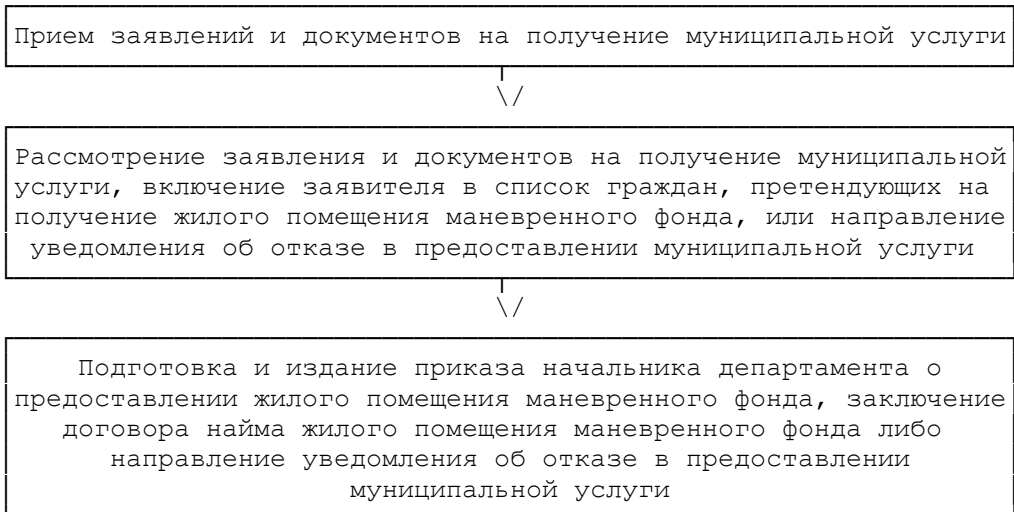 Прием заявлений и документов на получение муниципальной услуги
\/
Рассмотрение заявления и документов на получение муниципальной
услуги, включение заявителя в список граждан, претендующих на
получение жилого помещения маневренного фонда, или направление
уведомления об отказе в предоставлении муниципальной услуги
\/
Подготовка и издание приказа начальника департамента о
предоставлении жилого помещения маневренного фонда, заключение
договора найма жилого помещения маневренного фонда либо
направление уведомления об отказе в предоставлении
муниципальной услуги